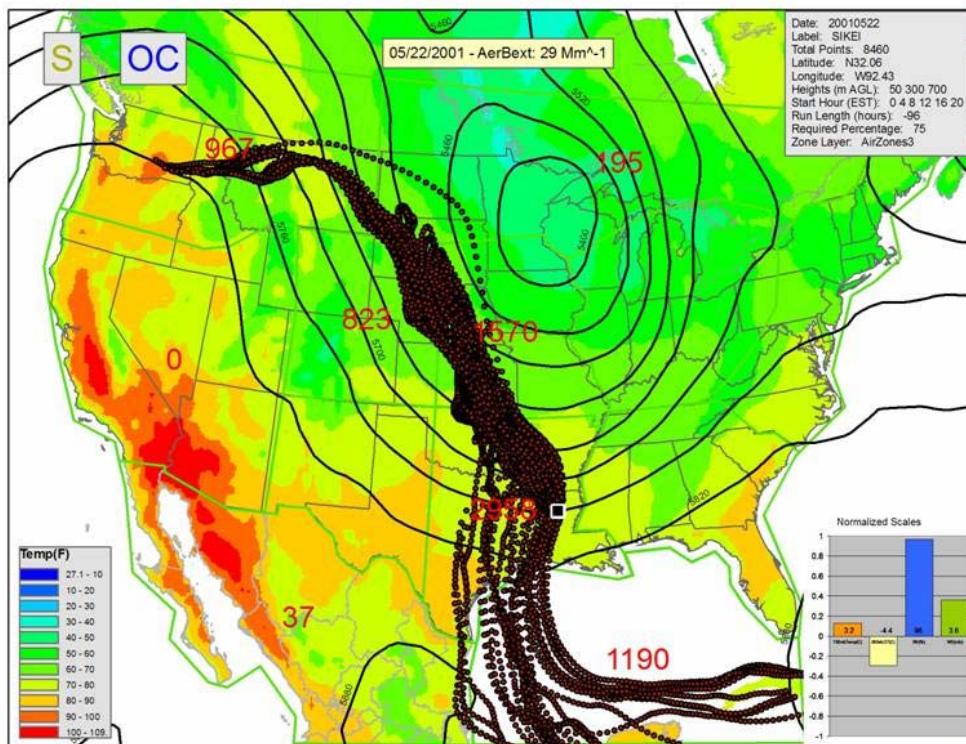 S OC
05/22/2001 - AerBext: 29 Mm^-1
Date: 20010522
Label: SIKEI
Total Points: 8460
Latitude: N32.06
Longitude: W92.43
Heights (m AGL): 50 300 700
Start Hour (EST): 0 4 8 12 16 20
Run Length (hours): -96
Required Percentage: 75
Zone Layer: AirZones3
5460
5520
967
195
5460
5760
5400
823
1570
5700
0
2958
5820
37
1190
5880
Temp(F)
27.1 - 10
10 - 20
20 - 30
30 - 40
40 - 50
50 - 60
60 - 70
70 - 80
80 - 90
90 - 100
100 - 109.
Normalized Scales
1
0.8
0.6
0.4
0.2
0
-0.2
-0.4
-0.6
-0.8
-1
3.2
-4.4
96
3.6